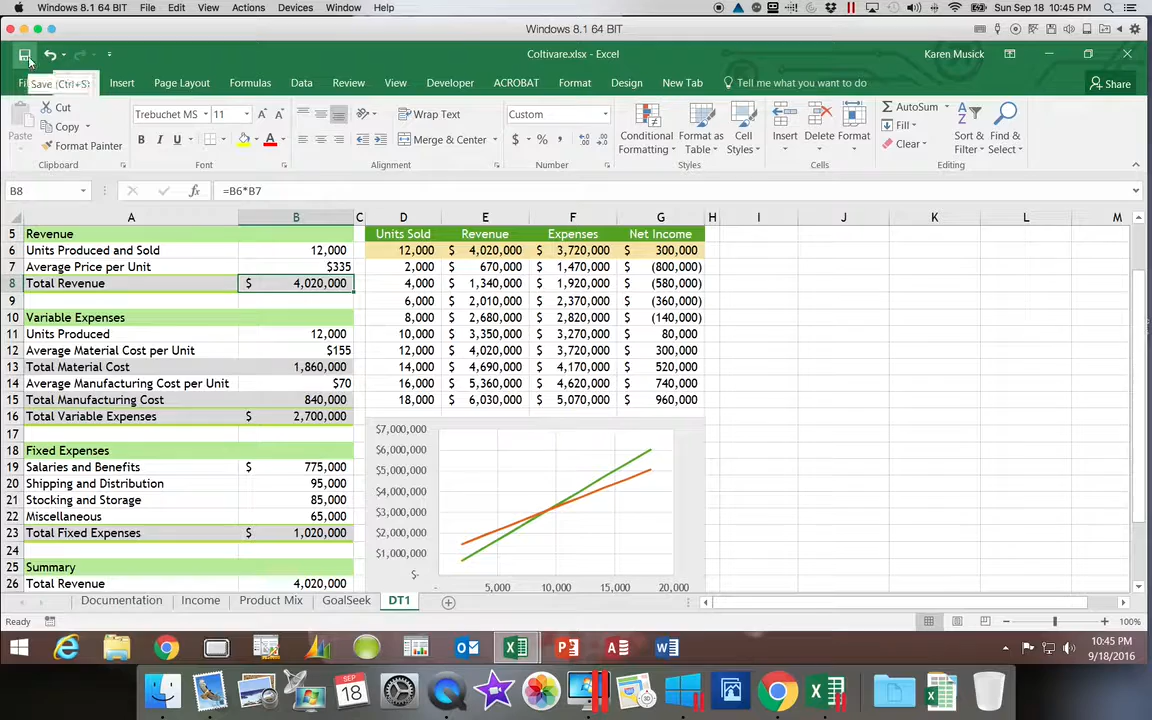 Windows 8.1 64 BIT File Edit View Actions Devices Window Help Sun Sep 18 10:45 PM
Windows 8.1 64 BIT
Coltivare.xlsx - Excel Karen Musick
Save (Ctrl+S) Insert Page Layout Formulas Data Review View Developer ACROBAT Format Design New Tab Tell me what you want to do Share
Cut Trebuchet MS 11 A A Wrap Text Custom AutoSum
Paste Copy Conditional Formatting Format as Table Cell Styles Insert Delete Format Fill Sort & Filter Find & Select
Format Painter B I U A Merge & Center $ % , Clear
Clipboard Font Alignment Number Styles Cells Editing
B8 fx =B6*B7
A B C D E F G H I J K L M
5 Revenue Units Sold Revenue Expenses Net Income
6 Units Produced and Sold 12,000 12,000 $ 4,020,000 $ 3,720,000 $ 300,000
7 Average Price per Unit $335 2,000 $ 670,000 $ 1,470,000 $ (800,000)
8 Total Revenue $ 4,020,000 4,000 $ 1,340,000 $ 1,920,000 $ (580,000)
9 6,000 $ 2,010,000 $ 2,370,000 $ (360,000)
10 Variable Expenses 8,000 $ 2,680,000 $ 2,820,000 $ (140,000)
11 Units Produced 12,000 10,000 $ 3,350,000 $ 3,270,000 $ 80,000
12 Average Material Cost per Unit $155 12,000 $ 4,020,000 $ 3,720,000 $ 300,000
13 Total Material Cost 1,860,000 14,000 $ 4,690,000 $ 4,170,000 $ 520,000
14 Average Manufacturing Cost per Unit $70 16,000 $ 5,360,000 $ 4,620,000 $ 740,000
15 Total Manufacturing Cost 840,000 18,000 $ 6,030,000 $ 5,070,000 $ 960,000
16 Total Variable Expenses $ 2,700,000
17 $7,000,000
18 Fixed Expenses $6,000,000
19 Salaries and Benefits $ 775,000 $5,000,000
20 Shipping and Distribution 95,000 $4,000,000
21 Stocking and Storage 85,000 $3,000,000
22 Miscellaneous 65,000 $2,000,000
23 Total Fixed Expenses $ 1,020,000 $1,000,000
24 $-
25 Summary - 5,000 10,000 15,000 20,000
26 Total Revenue 4,020,000
Documentation Income Product Mix GoalSeek DT1
Ready 100%
10:45 PM
9/18/2016
SEP
18